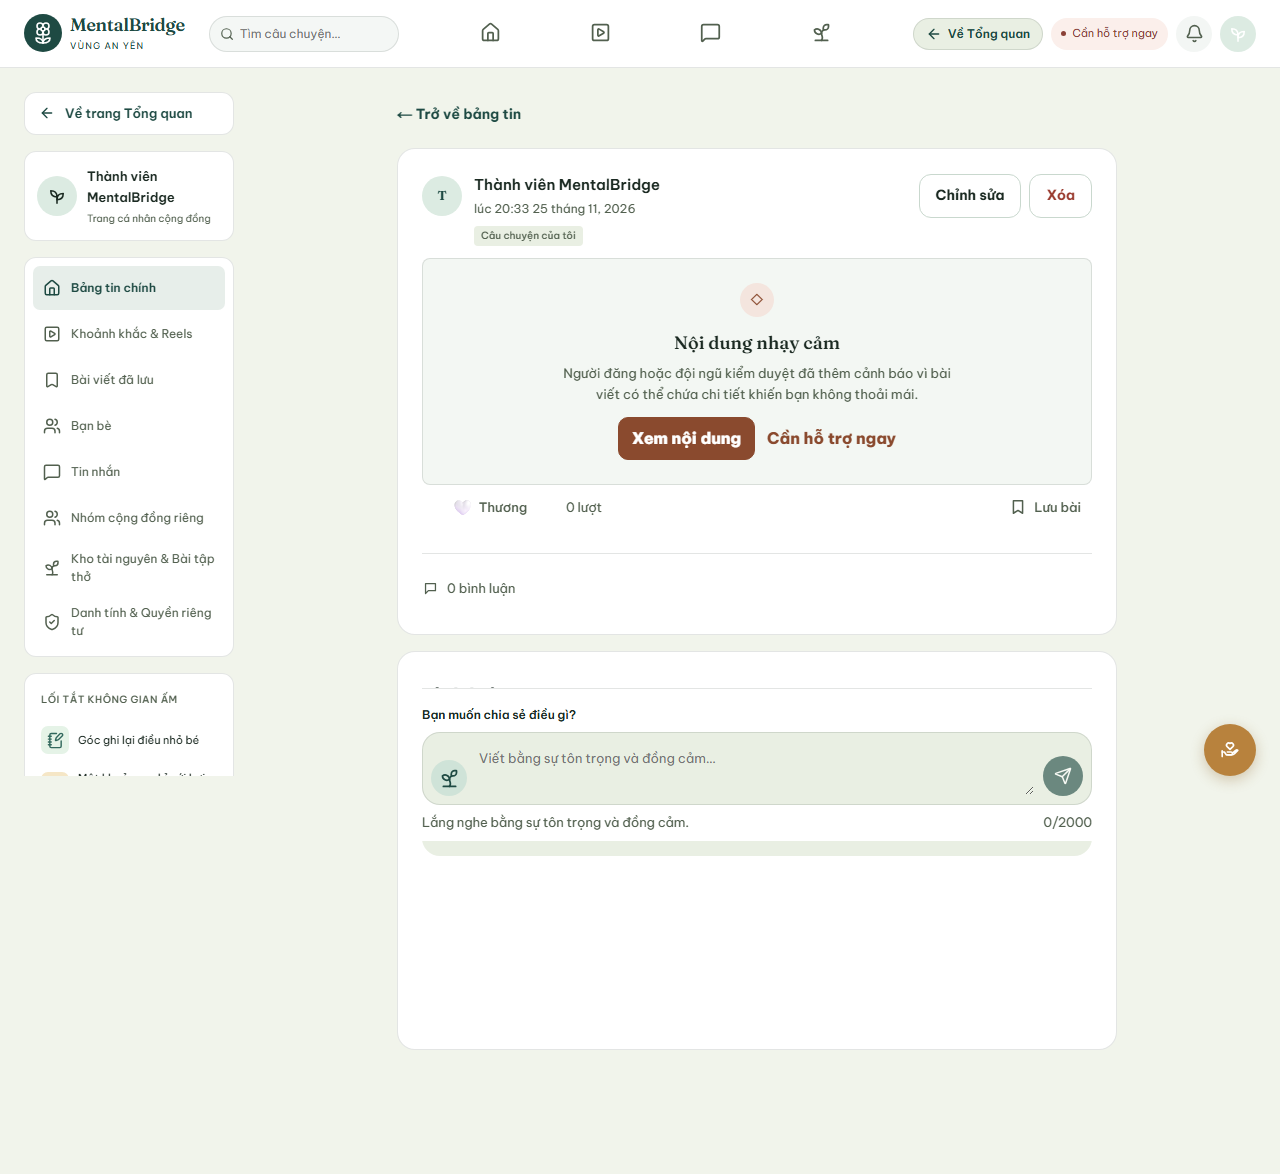 MentalBridge
VÙNG AN YÊN
Tìm câu chuyện...
Về Tổng quan
Cần hỗ trợ ngay
Về trang Tổng quan
Thành viên
MentalBridge
Trang cá nhân cộng đồng
Bảng tin chính
Khoảnh khắc & Reels
Bài viết đã lưu
Bạn bè
Tin nhắn
Nhóm cộng đồng riêng
Kho tài nguyên & Bài tập
thở
Danh tính & Quyền riêng
tư
LỐI TẮT KHÔNG GIAN ẤM
Góc ghi lại điều nhỏ bé
← Trở về bảng tin
T
Thành viên MentalBridge
lúc 20:33 25 tháng 11, 2026
Câu chuyện của tôi
Chỉnh sửa
Xóa
Nội dung nhạy cảm
Người đăng hoặc đội ngũ kiểm duyệt đã thêm cảnh báo vì bài
viết có thể chứa chi tiết khiến bạn không thoải mái.
Xem nội dung
Cần hỗ trợ ngay
Thương
0 lượt
Lưu bài
0 bình luận
Bạn muốn chia sẻ điều gì?
Viết bằng sự tôn trọng và đồng cảm...
Lắng nghe bằng sự tôn trọng và đồng cảm.
0/2000